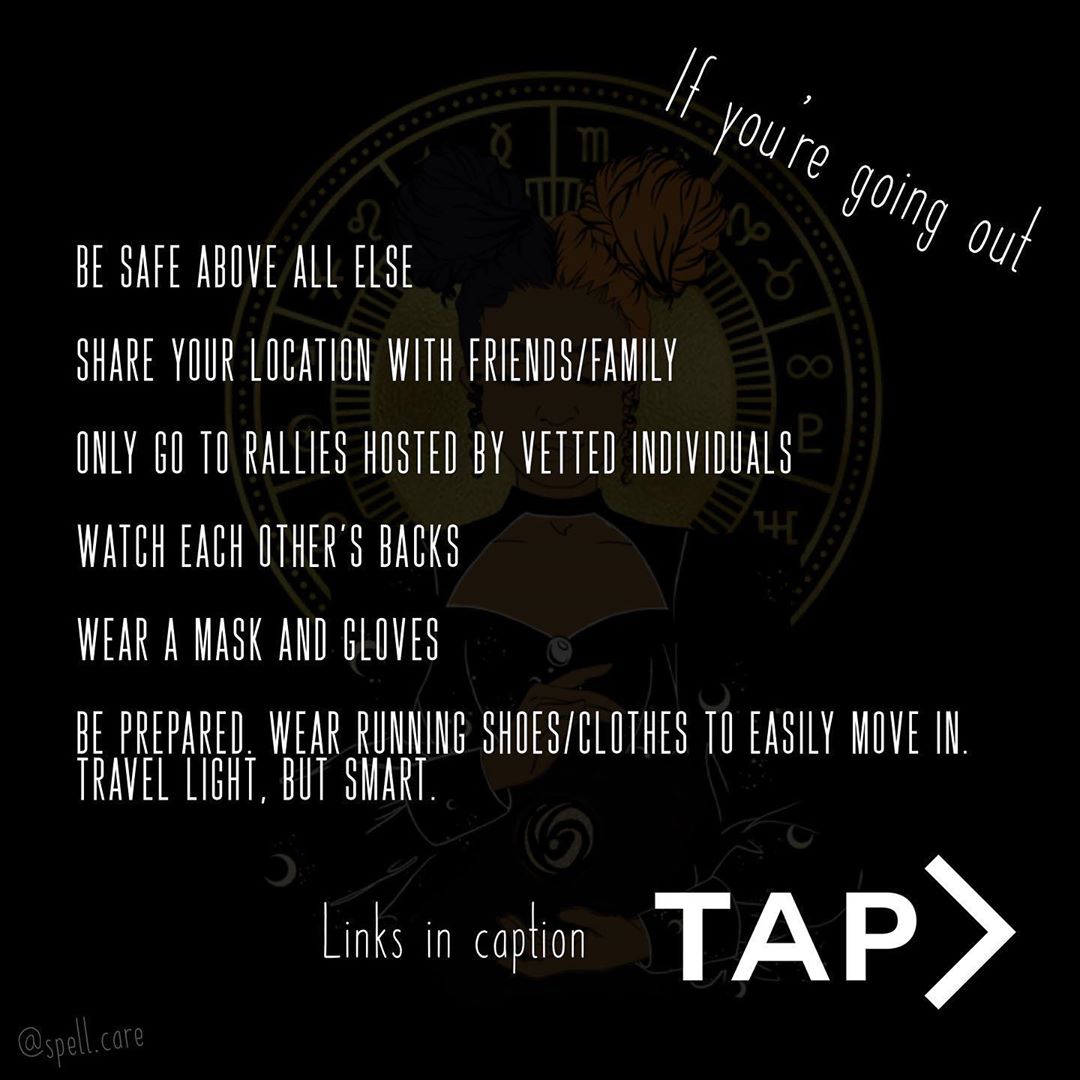 If you're going out
BE SAFE ABOVE ALL ELSE
SHARE YOUR LOCATION WITH FRIENDS/FAMILY
ONLY GO TO RALLIES HOSTED BY VETTED INDIVIDUALS
WATCH EACH OTHER'S BACKS
WEAR A MASK AND GLOVES
BE PREPARED. WEAR RUNNING SHOES/CLOTHES TO EASILY MOVE IN.
TRAVEL LIGHT, BUT SMART.
Links in caption
TAP
@spell.care